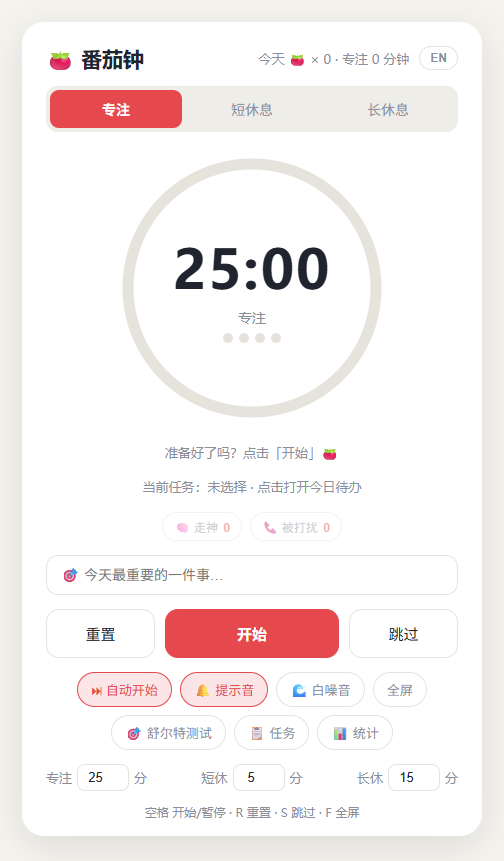 番茄钟 今天 🍅 × 0 · 专注 0 分钟 EN
专注 短休息 长休息
25:00
专注
准备好了吗？点击「开始」🍅
当前任务：未选择 · 点击打开今日待办
🧠 走神 0 📞 被打扰 0
🎯 今天最重要的一件事…
重置 开始 跳过
⏭ 自动开始 🔔 提示音 🌊 白噪音 全屏
🎯 舒尔特测试 📋 任务 📊 统计
专注 25 分 短休 5 分 长休 15 分
空格 开始/暂停 · R 重置 · S 跳过 · F 全屏